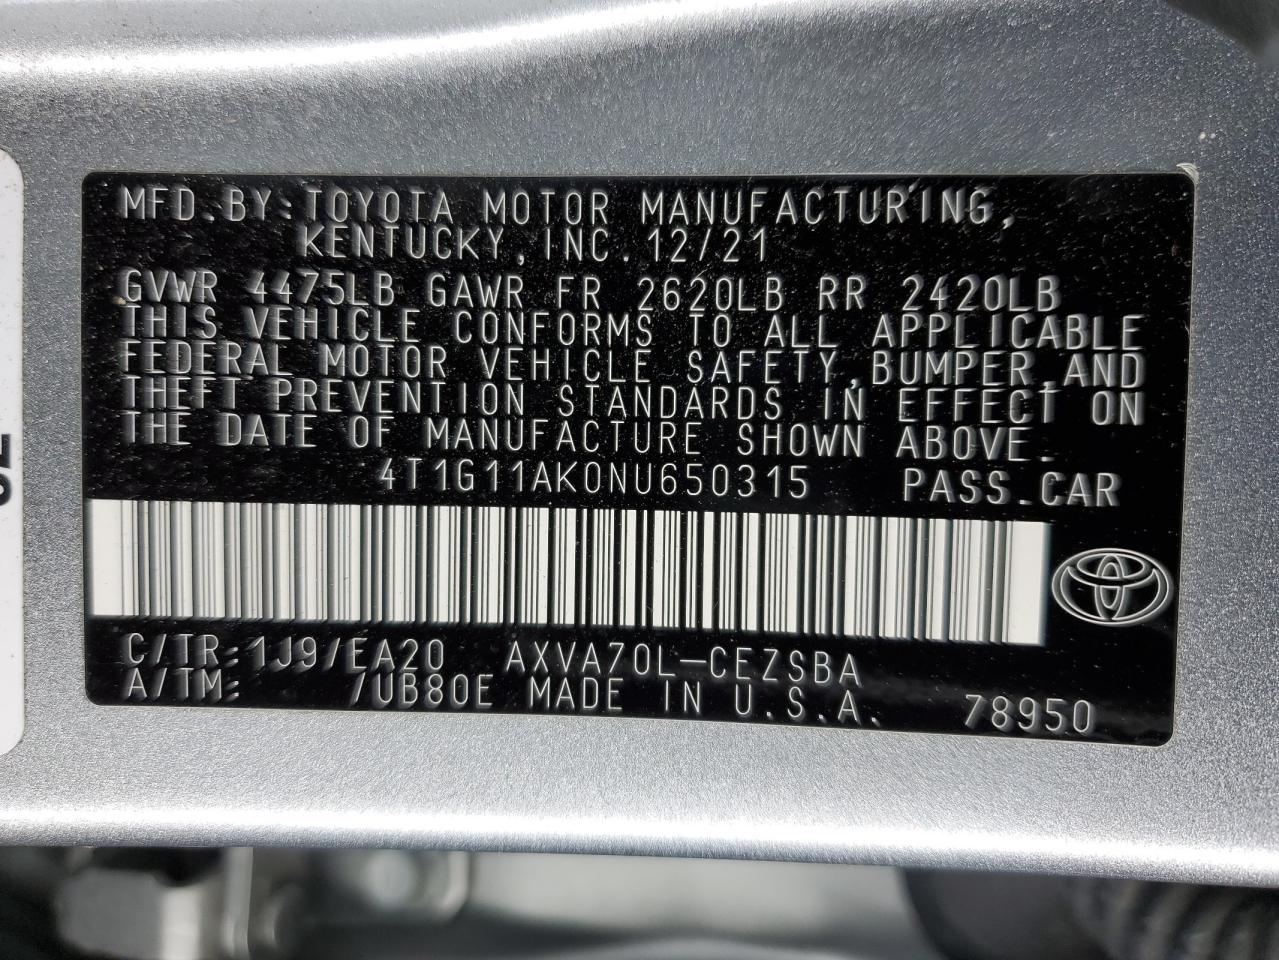 MFD.BY:TOYOTA MOTOR MANUFACTURING,
KENTUCKY,INC.12/21
GVWR 4475LB GAWR FR 2620LB RR 2420LB
THIS VEHICLE CONFORMS TO ALL APPLICABLE
FEDERAL MOTOR VEHICLE SAFETY,BUMPER,AND
THEFT PREVENTION STANDARDS IN EFFECT ON
THE DATE OF MANUFACTURE SHOWN ABOVE.
4T1G11AK0NU650315 PASS.CAR
C/TR:1J9/EA20 AXVA70L-CEZSBA
A/TM: /UB80E MADE IN U.S.A. 78950